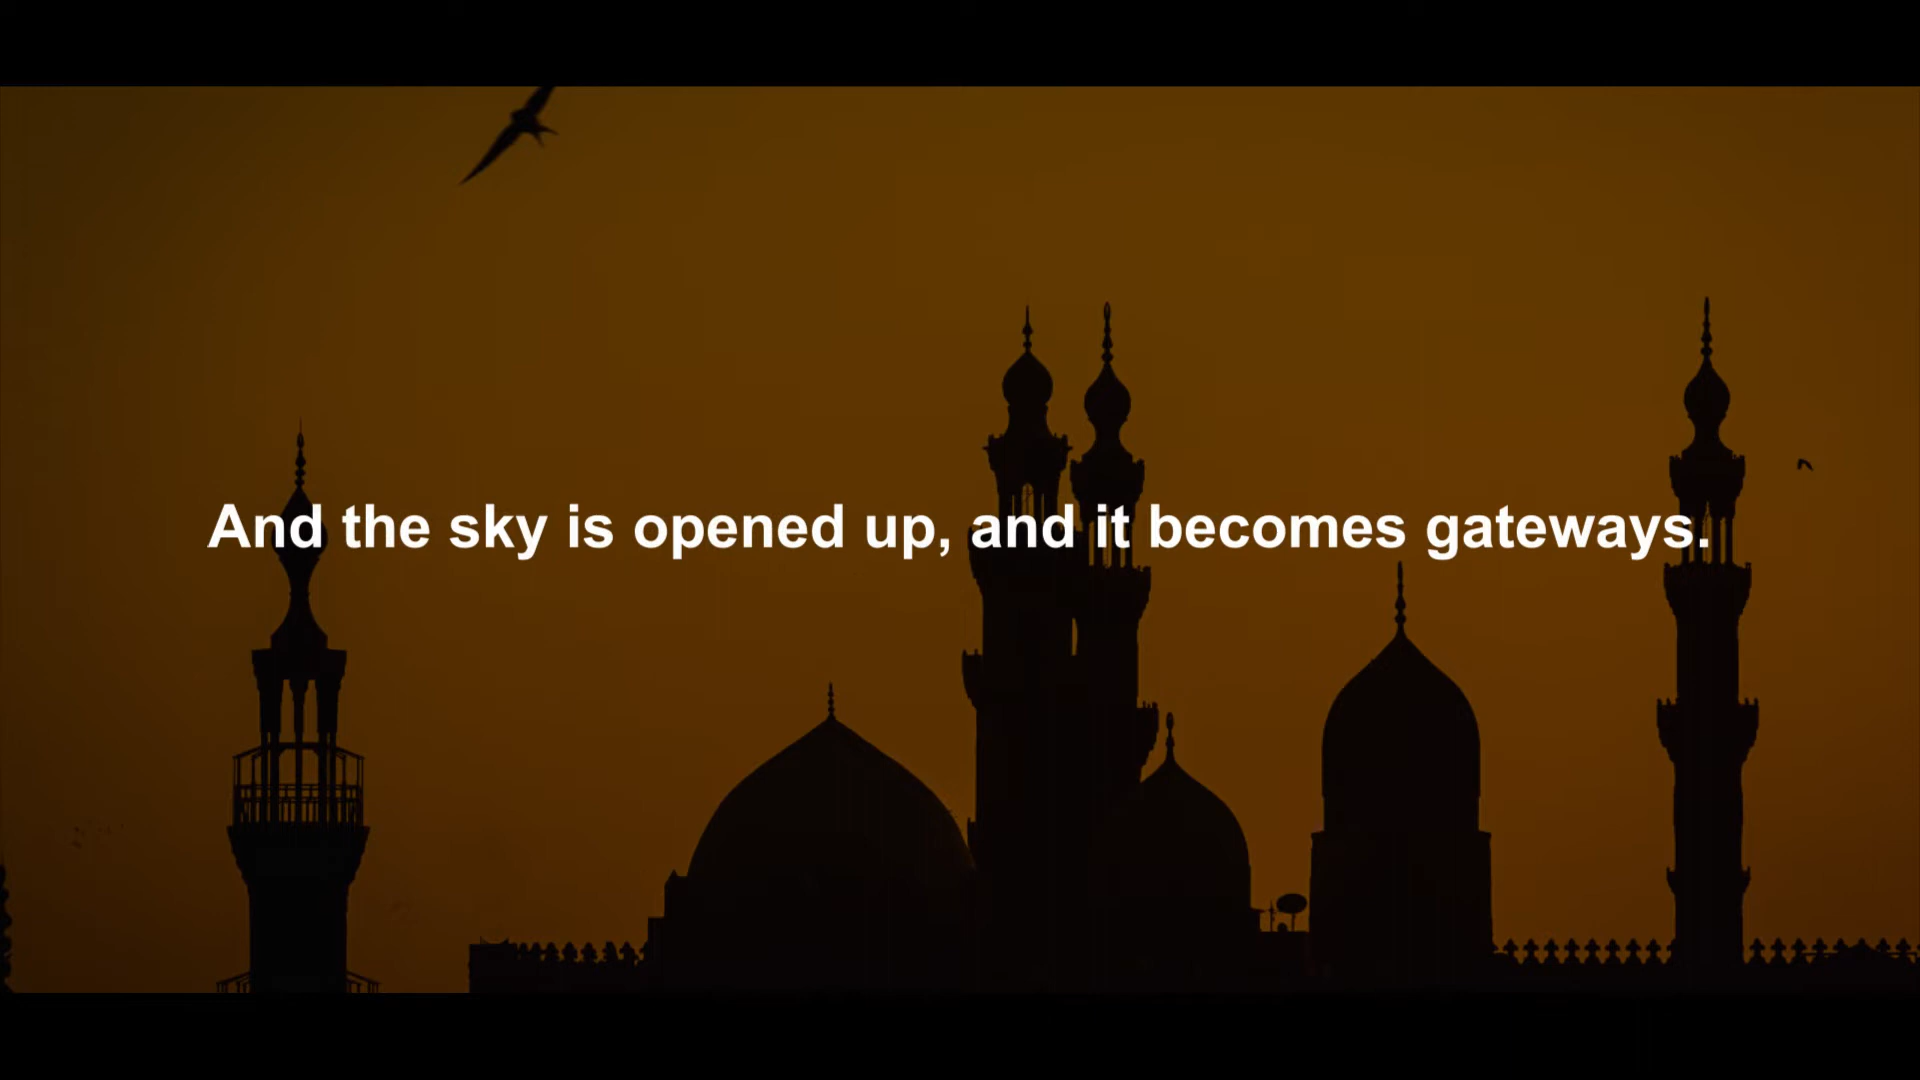 And the sky is opened up, and it becomes gateways.